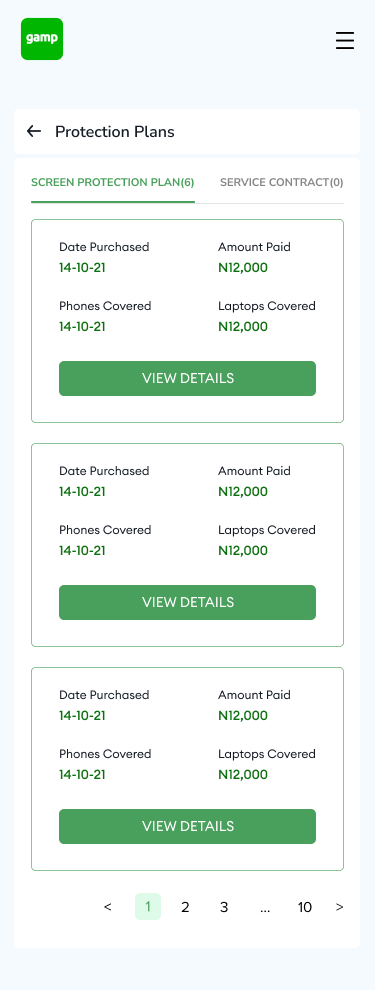 gamp
Protection Plans
SCREEN PROTECTION PLAN(6) SERVICE CONTRACT(0)
Date Purchased Amount Paid
14-10-21 N12,000
Phones Covered Laptops Covered
14-10-21 N12,000
VIEW DETAILS
Date Purchased Amount Paid
14-10-21 N12,000
Phones Covered Laptops Covered
14-10-21 N12,000
VIEW DETAILS
Date Purchased Amount Paid
14-10-21 N12,000
Phones Covered Laptops Covered
14-10-21 N12,000
VIEW DETAILS
< 1 2 3 ... 10 >